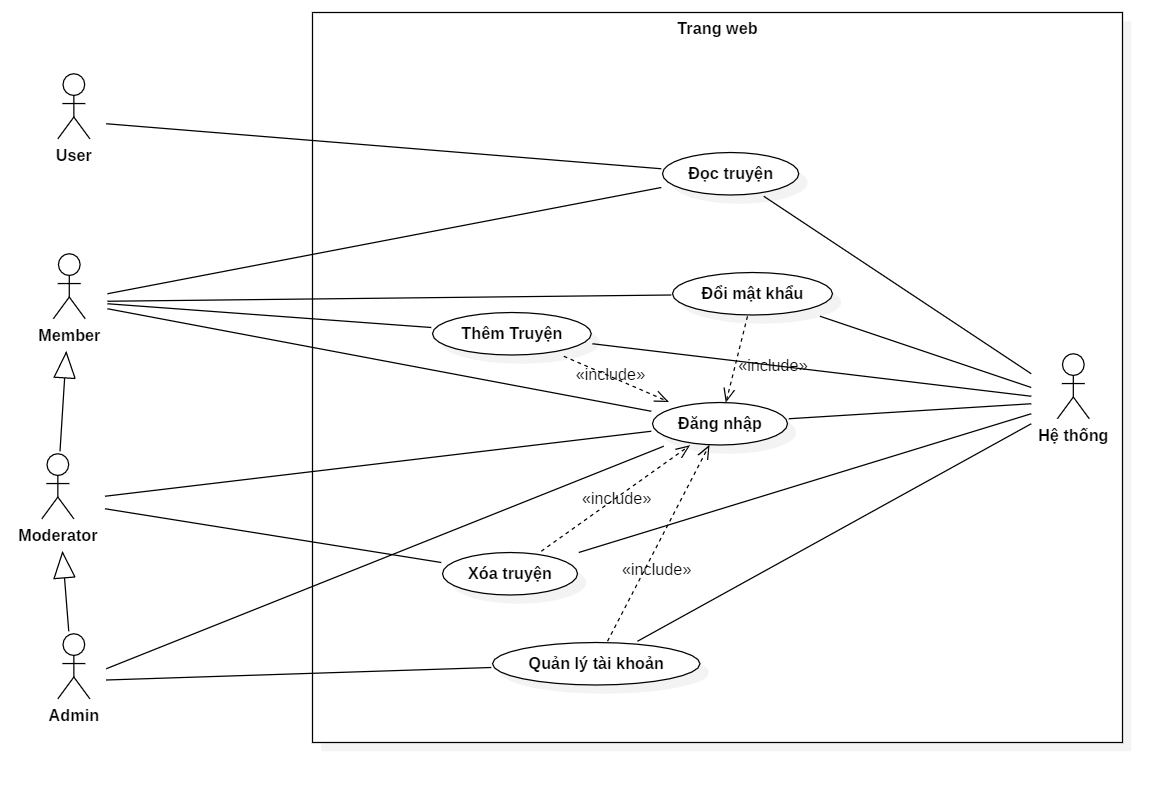 Trang web
User
Đọc truyện
Member
Đổi mật khẩu
Thêm Truyện
«include»
«include»
Đăng nhập
Hệ thống
Moderator
«include»
Xóa truyện
«include»
Quản lý tài khoản
Admin